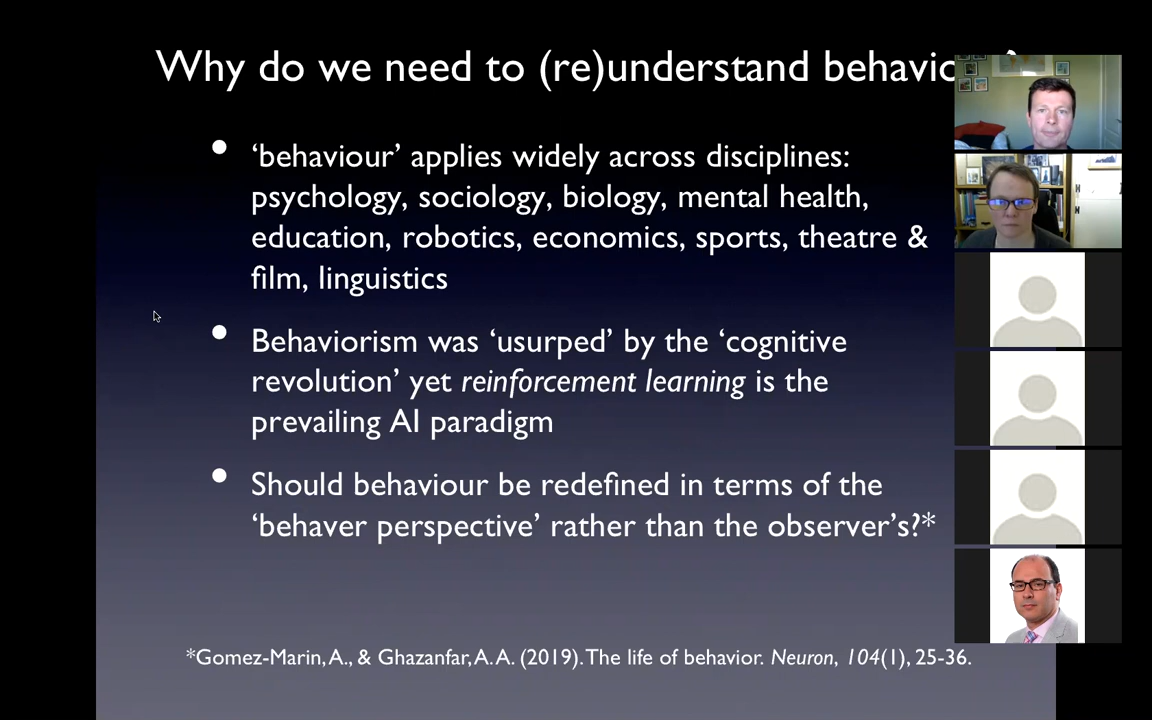 Why do we need to (re)understand
• ‘behaviour’ applies widely across disciplines:
psychology, sociology, biology, mental health,
education, robotics, economics, sports, theatre &
film, linguistics
• Behaviorism was ‘usurped’ by the ‘cognitive
revolution’ yet reinforcement learning is the
prevailing AI paradigm
• Should behaviour be redefined in terms of the
‘behaver perspective’ rather than the observer’s?*
*Gomez-Marin, A., & Ghazanfar, A. A. (2019). The life of behavior. Neuron, 104(1), 25-36.